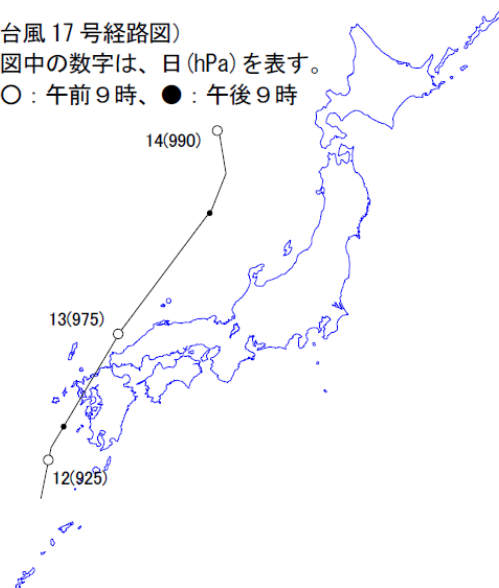 台風 17 号経路図)
図中の数字は、日(hPa)を表す。
○:午前9時、●:午後9時
14(990)
13(975)
12(925)